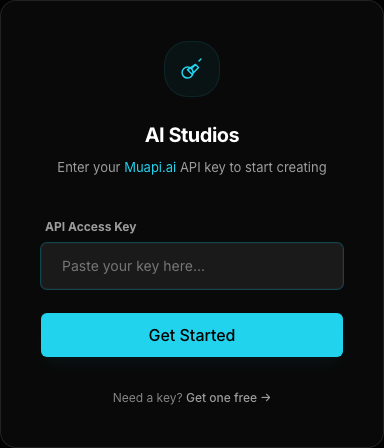 AI Studios
Enter your Muapi.ai API key to start creating
API Access Key
Paste your key here...
Get Started
Need a key? Get one free →